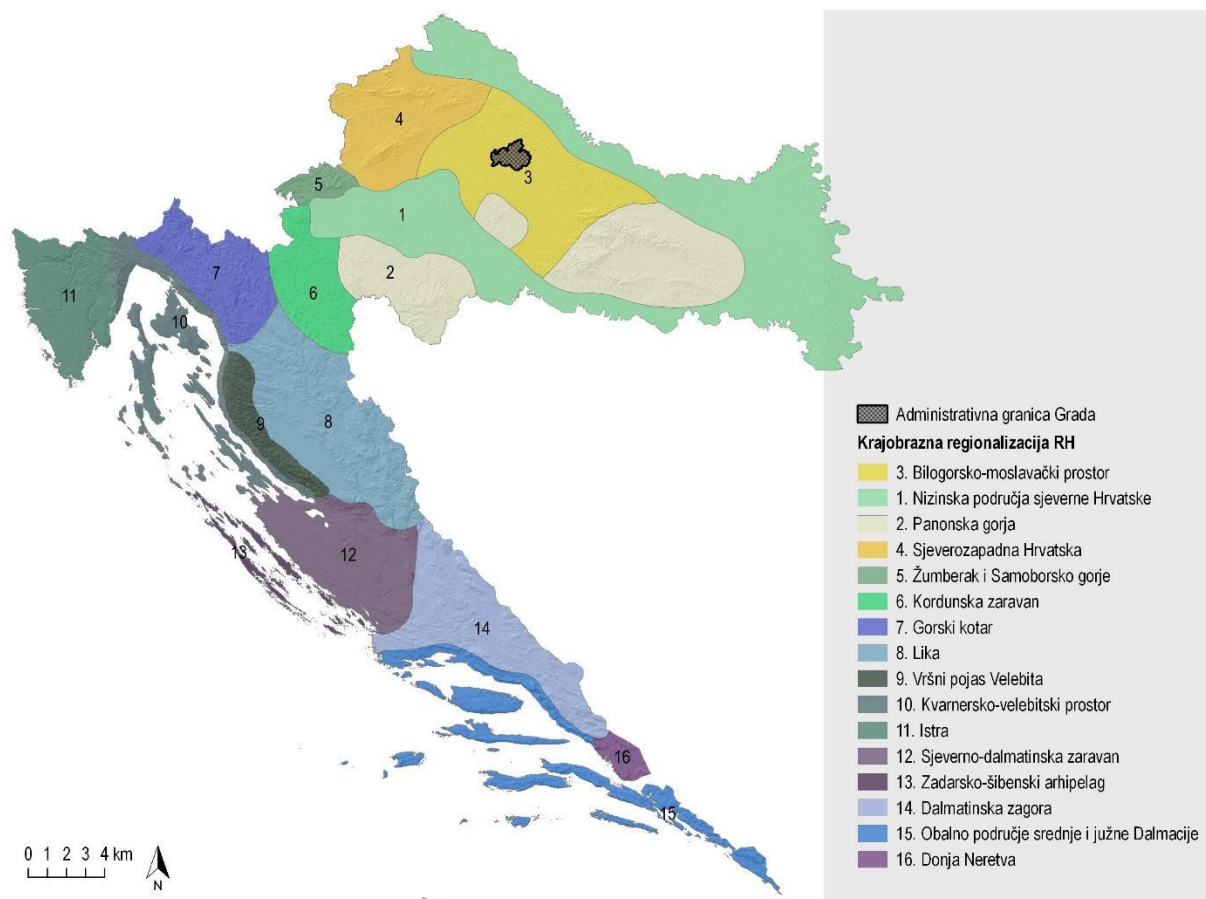 4
3
5
1
2
7
6
11
10
8
9
12
13
14
16
15
0 1 2 3 4 km
N
Administrativna granica Grada
Krajobrazna regionalizacija RH
3. Bilogorsko-moslavački prostor
1. Nizinska područja sjeverne Hrvatske
2. Panonska gorja
4. Sjeverozapadna Hrvatska
5. Žumberak i Samoborsko gorje
6. Kordunska zaravan
7. Gorski kotar
8. Lika
9. Vršni pojas Velebita
10. Kvarnersko-velebitski prostor
11. Istra
12. Sjeverno-dalmatinska zaravan
13. Zadarsko-šibenski arhipelag
14. Dalmatinska zagora
15. Obalno područje srednje i južne Dalmacije
16. Donja Neretva